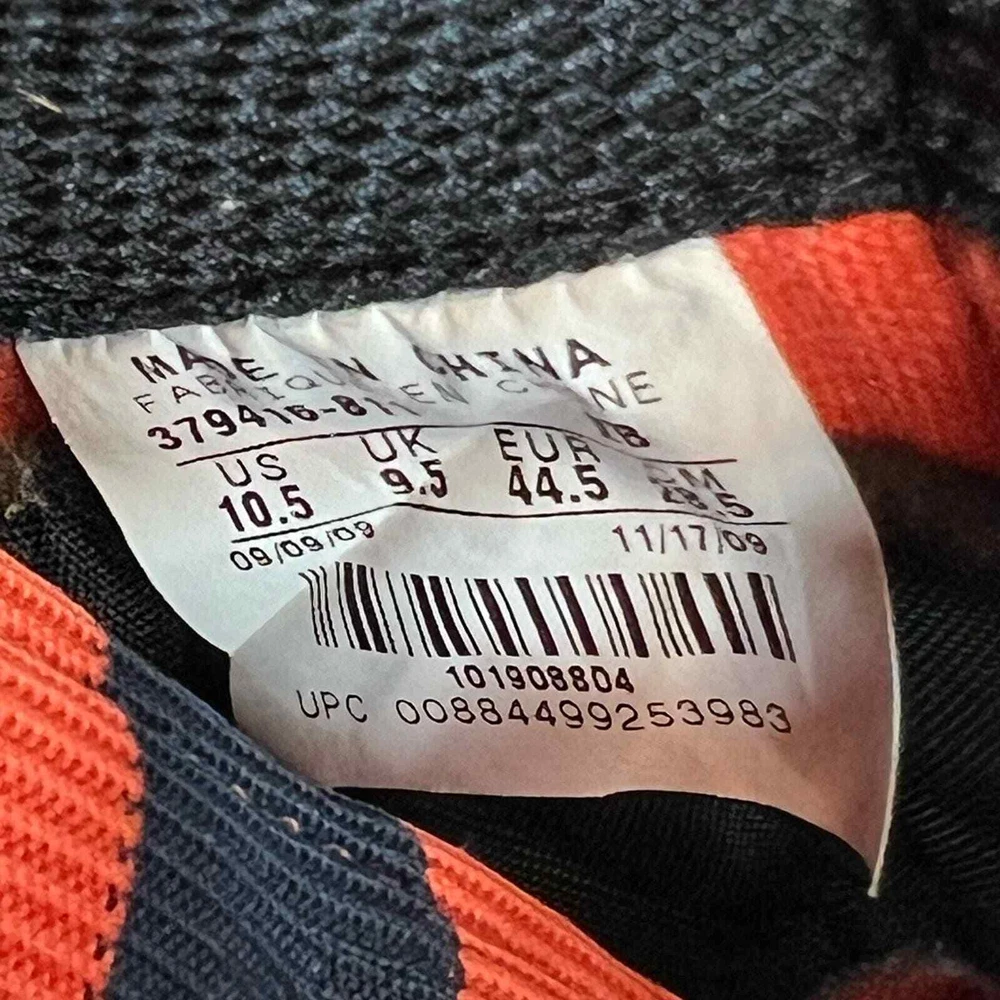 MADE IN CHINA
FABRIQUE EN CHINE
379416-811 IB
US UK EUR CM
10.5 9.5 44.5 28.5
09/09/09 11/17/09
101908804
UPC 00884499253983